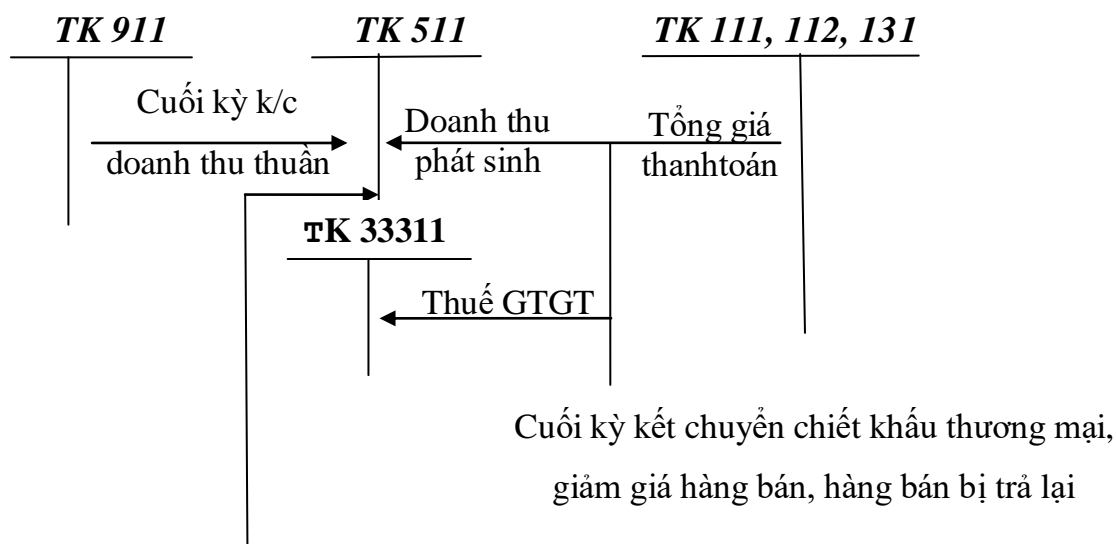 TK 911 TK 511 TK 111, 112, 131
Cuối kỳ k/c
doanh thu thuần
Doanh thu
phát sinh
Tổng giá
thanhtoán
TK 33311
Thuế GTGT
Cuối kỳ kết chuyển chiết khấu thương mại,
giảm giá hàng bán, hàng bán bị trả lại